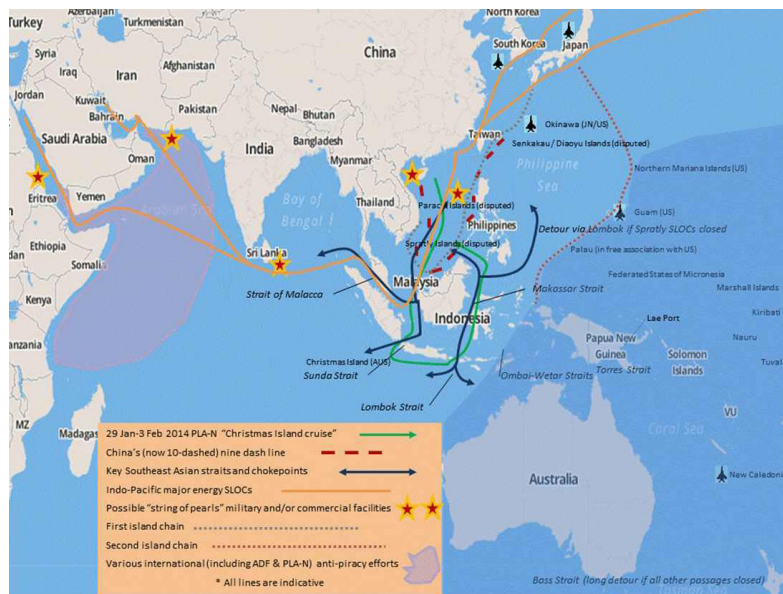 North Korea
Turkey
Azerbaijan
Turkmenistan
South Korea
Japan
Syria
China
Iran
Afghanistan
Iraq
Jordan
Kuwait
Bahrain
Pakistan
Nepal
Bhutan
Saudi Arabia
Bangladesh
Taiwan
Okinawa (JN/US)
Senkakau / Diaoyu Islands (disputed)
Oman
India
Myanmar
Philippine
Sea
Northern Mariana Islands (US)
Eritrea
Yemen
Arabian Sea
Bay of
Bengal
Thailand
Paracel Islands (disputed)
Guam (US)
Philippines
Detour via Lombok if Spratly SLOCs closed
Ethiopia
Somalia
Sri Lanka
Spratly Islands (disputed)
Palau (in free association with US)
Federated States of Micronesia
Malaysia
Strait of Malacca
Makassar Strait
Marshall Islands
Kenya
Indonesia
Kiribati
Lae Port
Tanzania
Papua New
Guinea
Nauru
Christmas Island (AUS)
Sunda Strait
Ombai-Wetar Straits
Torres Strait
Solomon
Islands
Tuval
Lombok Strait
MZ
Madagas
VU
Coral Sea
29 Jan-3 Feb 2014 PLA-N "Christmas Island cruise"
China's (now 10-dashed) nine dash line
Key Southeast Asian straits and chokepoints
Indo-Pacific major energy SLOCs
Possible "string of pearls" military and/or commercial facilities
First island chain
Second island chain
Various international (including ADF & PLA-N) anti-piracy efforts
* All lines are indicative
Australia
New Caledoni
Bass Strait (long detour if all other passages closed)
Tasman Sea